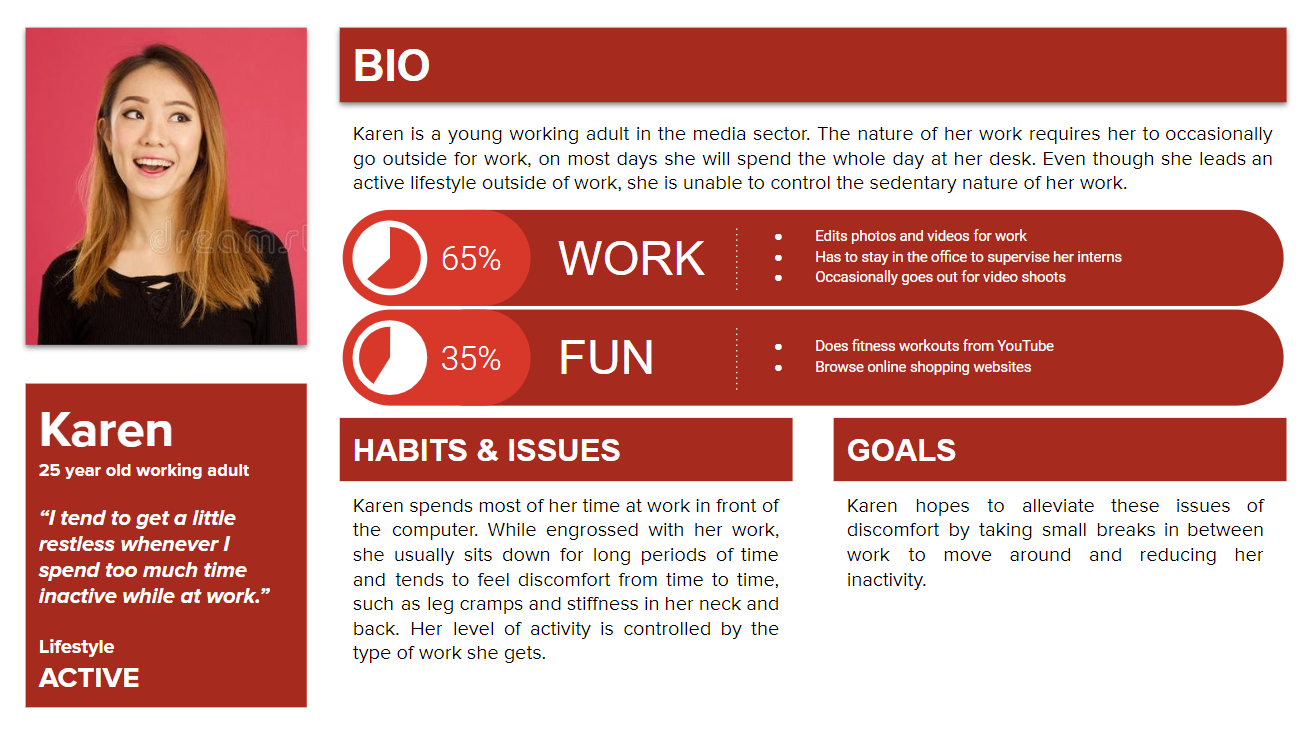 BIO
Karen is a young working adult in the media sector. The nature of her work requires her to occasionally
go outside for work, on most days she will spend the whole day at her desk. Even though she leads an
active lifestyle outside of work, she is unable to control the sedentary nature of her work.
dreamst
65%
WORK
● Edits photos and videos for work
● Has to stay in the office to supervise her interns
● Occasionally goes out for video shoots
35%
FUN
● Does fitness workouts from YouTube
● Browse online shopping websites
Karen
25 year old working adult
“I tend to get a little
restless whenever I
spend too much time
inactive while at work.”
Lifestyle
ACTIVE
HABITS & ISSUES
Karen spends most of her time at work in front of
the computer. While engrossed with her work,
she usually sits down for long periods of time
and tends to feel discomfort from time to time,
such as leg cramps and stiffness in her neck and
back. Her level of activity is controlled by the
type of work she gets.
GOALS
Karen hopes to alleviate these issues of
discomfort by taking small breaks in between
work to move around and reducing her
inactivity.